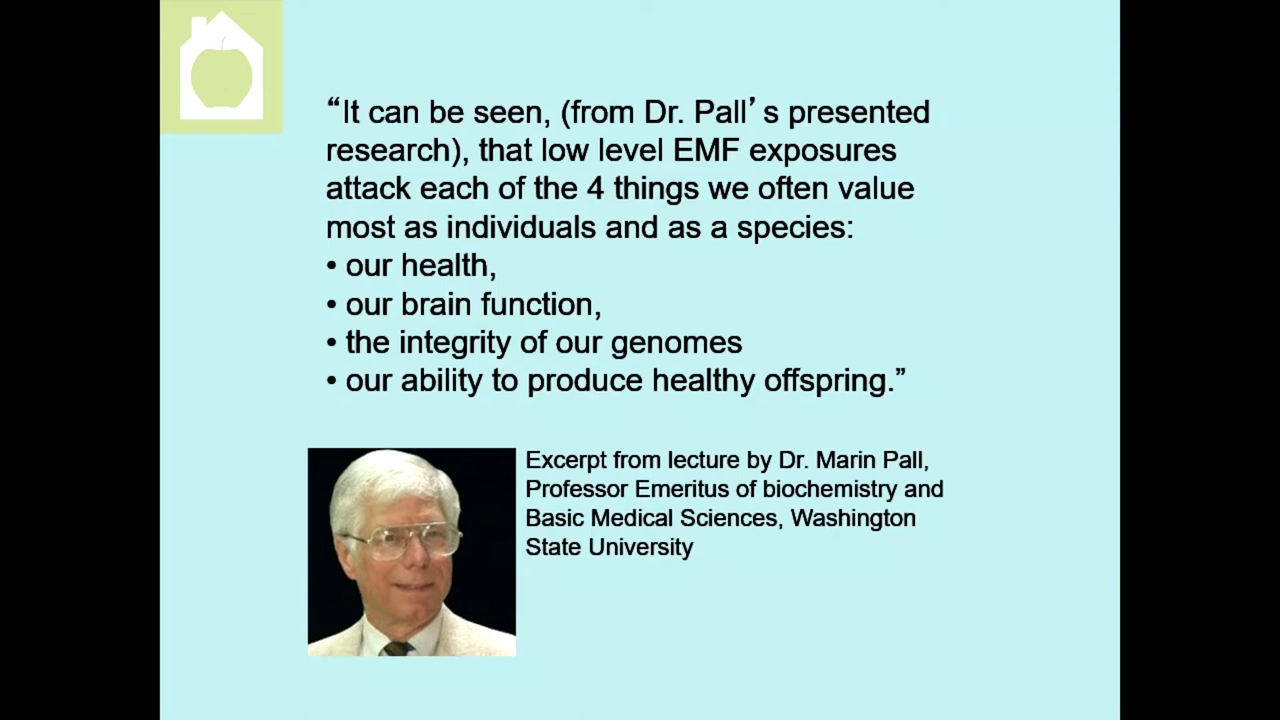 “It can be seen, (from Dr. Pall’s presented
research), that low level EMF exposures
attack each of the 4 things we often value
most as individuals and as a species:
• our health,
• our brain function,
• the integrity of our genomes
• our ability to produce healthy offspring.”
Excerpt from lecture by Dr. Marin Pall,
Professor Emeritus of biochemistry and
Basic Medical Sciences, Washington
State University